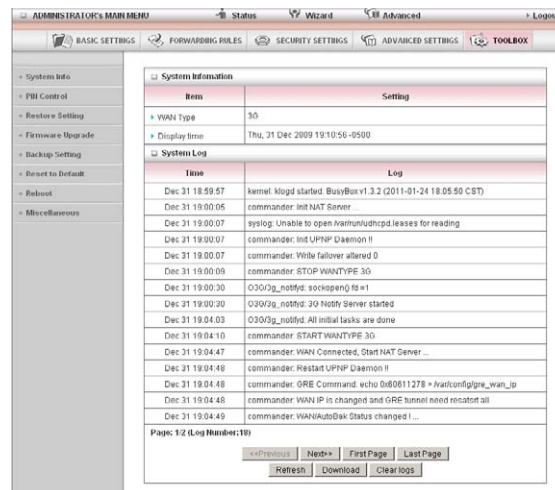 ADMINISTRATOR's MAIN MENU Status Wizard Advanced Logout
BASIC SETTINGS FORWARDING RULES SECURITY SETTINGS ADVANCED SETTINGS TOOLBOX
System Info
Restore Setting
Firmware Upgrade
Backup Setting
Reset to Default
Reboot
Miscellaneous
System Infomation
Item Setting
WAN Type 3G
Display time Thu, 31 Dec 2009 19:10:56 -0500
System Log
Time Log
Dec 31 18:59:57 kernel: klogd started: BusyBox v1.3.2 (2011-01-24 18:05:50 CST)
Dec 31 19:00:05 commander: Init NAT Server ...
Dec 31 19:00:07 syslog: Unable to open /var/run/udhcpd.leases for reading
Dec 31 19:00:07 commander: Init UPNP Daemon !!
Dec 31 19:00:07 commander: Write failover altered 0
Dec 31 19:00:09 commander: STOP WANTYPE 3G
Dec 31 19:00:30 O3G/3g_notifyd: sockopen() fd =1
Dec 31 19:00:30 O3G/3g_notifyd: 3G Notify Server started
Dec 31 19:04:03 O3G/3g_notifyd: All initial tasks are done
Dec 31 19:04:10 commander: START WANTYPE 3G
Dec 31 19:04:47 commander: WAN Connected, Start NAT Server ...
Dec 31 19:04:48 commander: Restart UPNP Daemon !!
Dec 31 19:04:48 commander: GRE Command: echo 0x60611278 > /var/config/gre_wan_ip
Dec 31 19:04:48 commander: WAN IP is changed and GRE tunnel need resatsrt all
Dec 31 19:04:49 commander: WAN/AutoBak Status changed ! ...
Page: 1/2 (Log Number:18)
<<Previous Next>> First Page Last Page
Refresh Download Clear logs